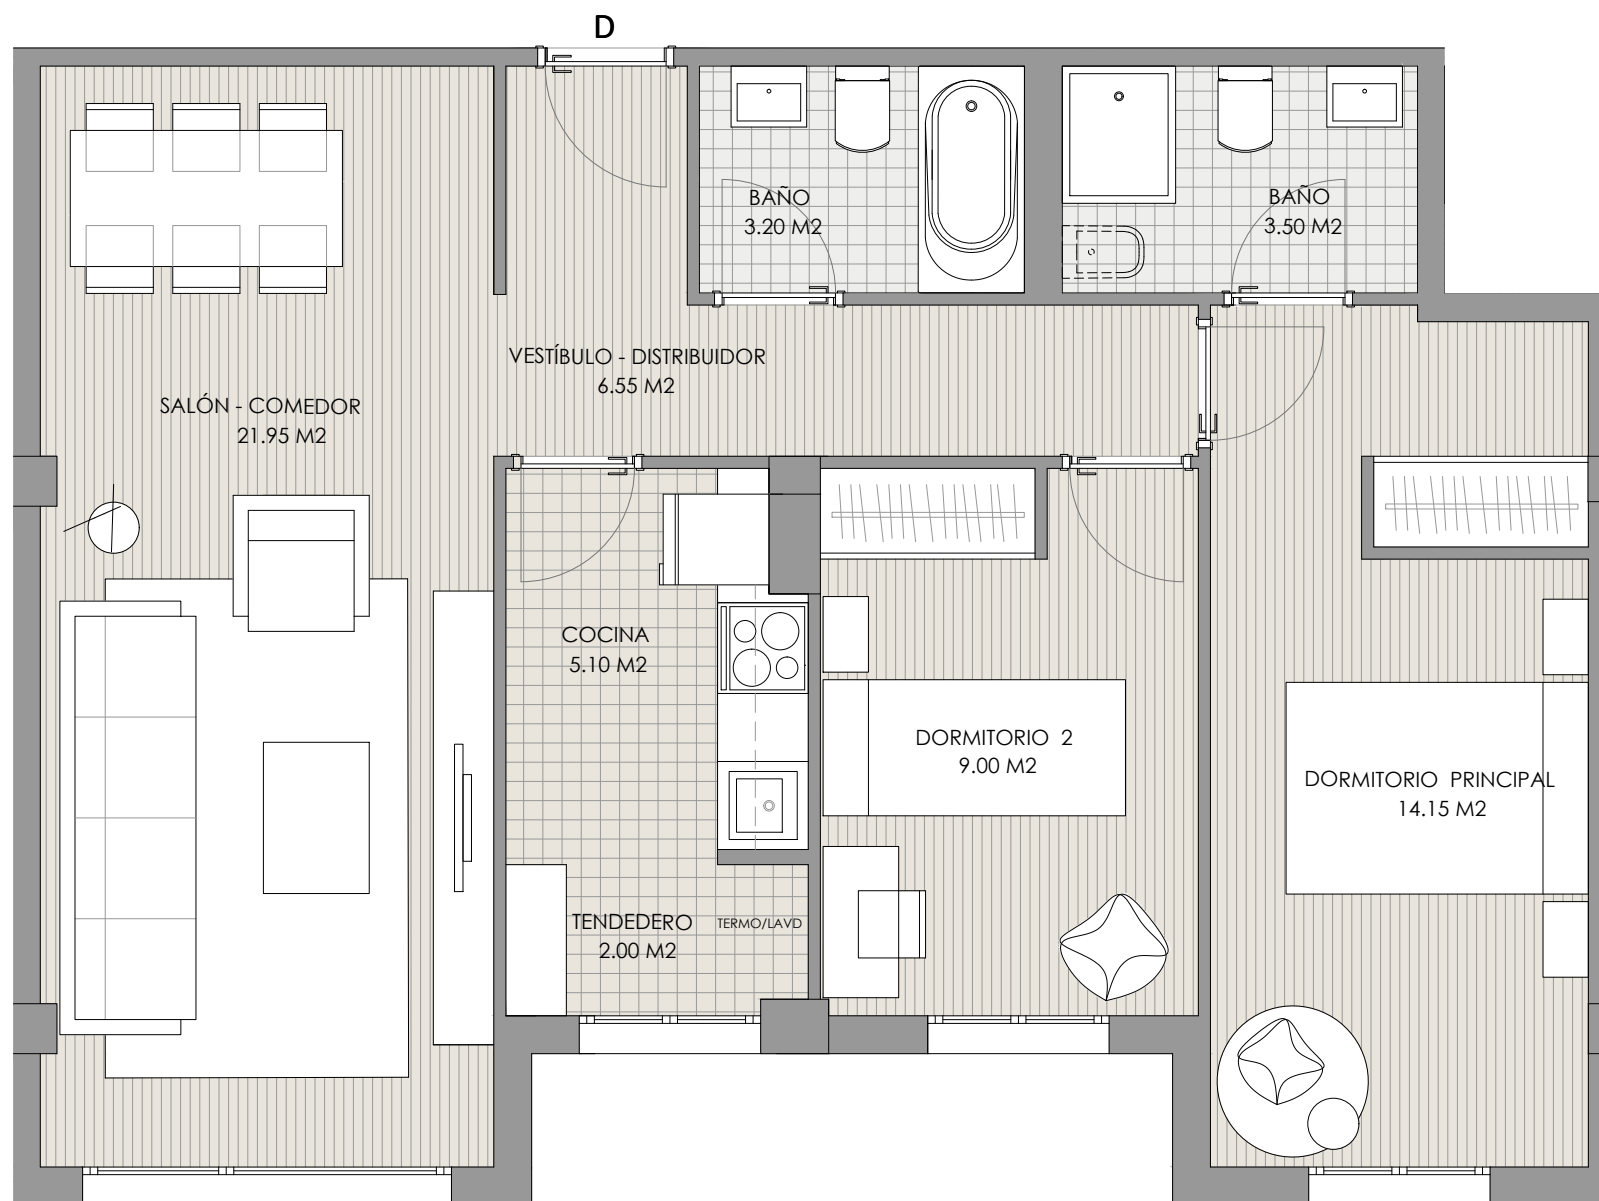 D
BAÑO
3.20 M2
BAÑO
3.50 M2
VESTÍBULO - DISTRIBUIDOR
6.55 M2
SALÓN - COMEDOR
21.95 M2
COCINA
5.10 M2
DORMITORIO 2
9.00 M2
DORMITORIO PRINCIPAL
14.15 M2
TENDEDERO
2.00 M2
TERMO/LAVD